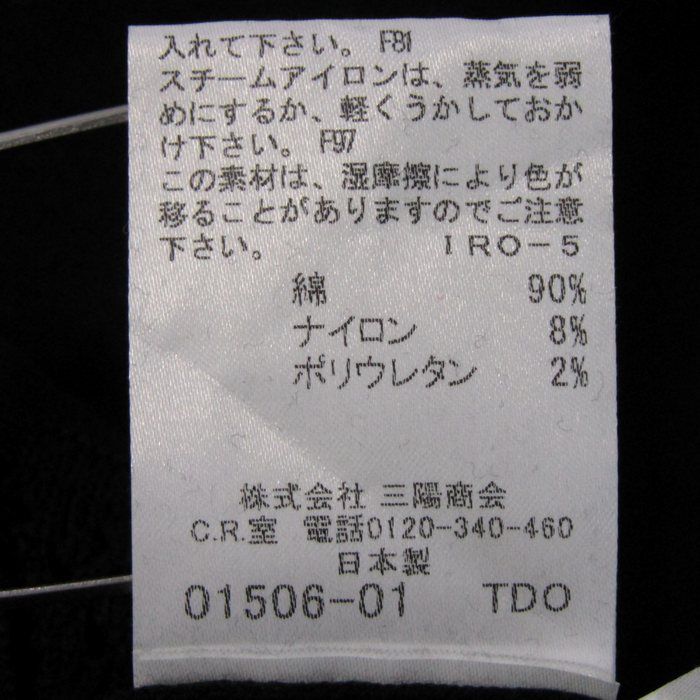 入れて下さい。 F81
スチームアイロンは、蒸気を弱
めにするか、軽くうかしておか
け下さい。 F97
この素材は、湿摩擦により色が
移ることがありますのでご注意
下さい。 IRO-5
綿 90%
ナイロン 8%
ポリウレタン 2%
株式会社 三陽商会
C.R.室 電話0120-340-460
日本製
01506-01 TDO